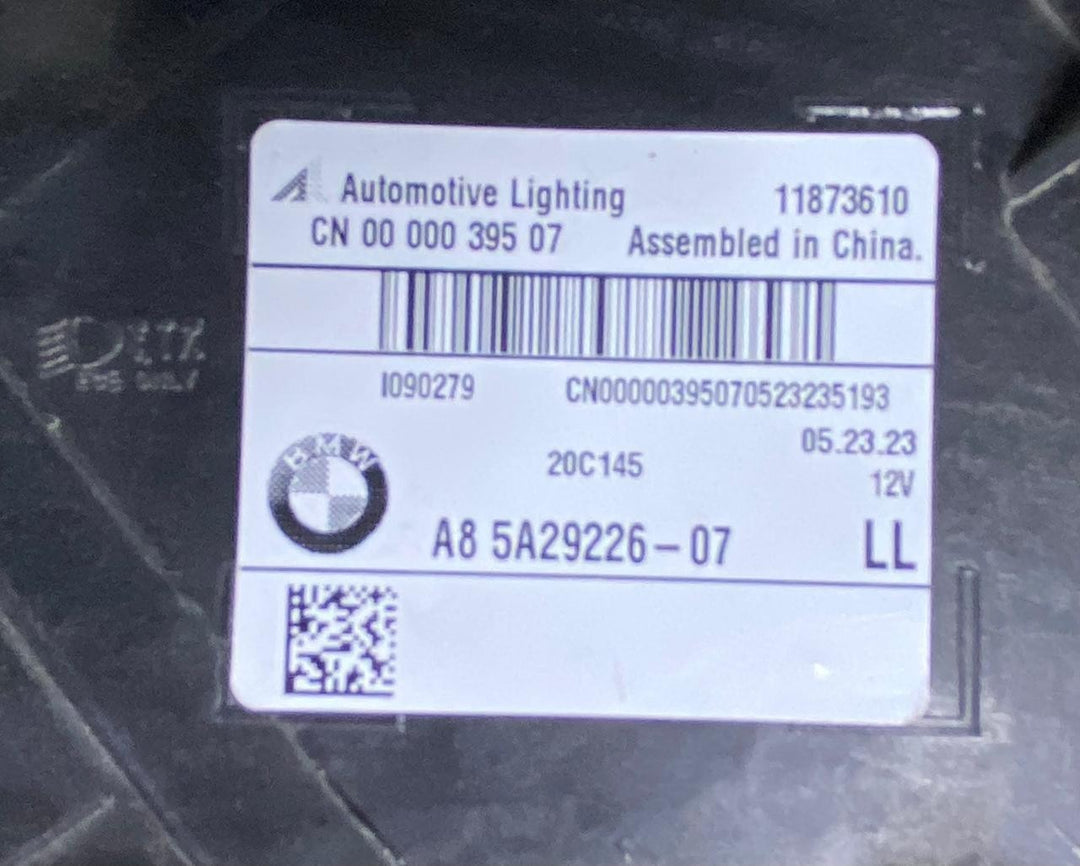 Automotive Lighting 11873610
CN 00 000 395 07 Assembled in China.
I090279 CN00000395070523235193
05.23.23
20C145
12V
BMW
A8 5A29226-07 LL